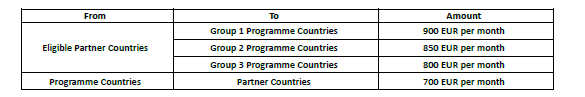 From To Amount
Group 1 Programme Countries 900 EUR per month
Eligible Partner Countries Group 2 Programme Countries 850 EUR per month
Group 3 Programme Countries 800 EUR per month
Programme Countries Partner Countries 700 EUR per month